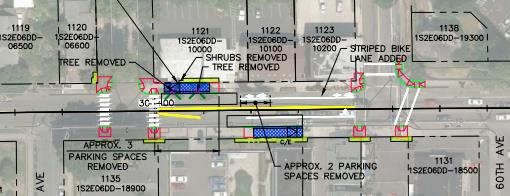 1119
1S2E06DD-
06500
1120
1S2E06DD-
06600
1121
1S2E06DD-
10000
1122
1S2E06DD-
10100
1123
1S2E06DD-
10200
1138
1S2E06DD-19300
TREE REMOVED
SHRUBS REMOVED
TREE REMOVED
STRIPED BIKE
LANE ADDED
APPROX. 3
PARKING SPACES
REMOVED
1135
1S2E06DD-18900
C/E
APPROX. 2 PARKING
SPACES REMOVED
1131
1S2E06DD-18500
AVE
60TH AVE